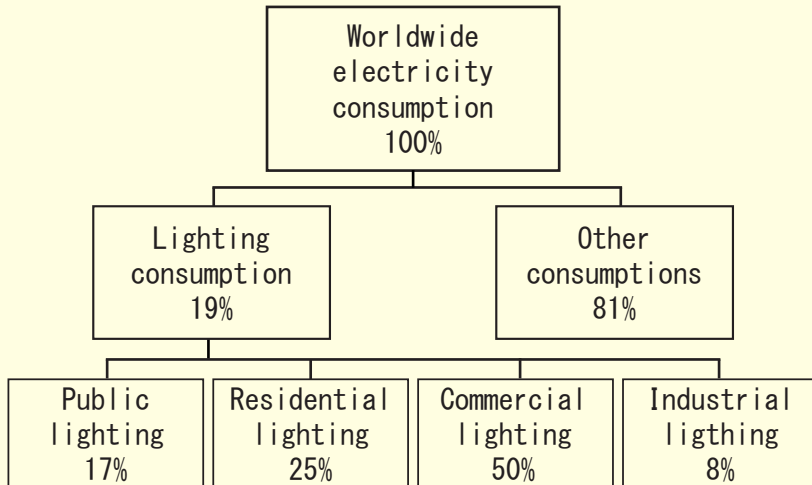 Worldwide
electricity
consumption
100%
Lighting
consumption
19%
Other
consumptions
81%
Public
lighting
17%
Residential
lighting
25%
Commercial
lighting
50%
Industrial
ligthing
8%